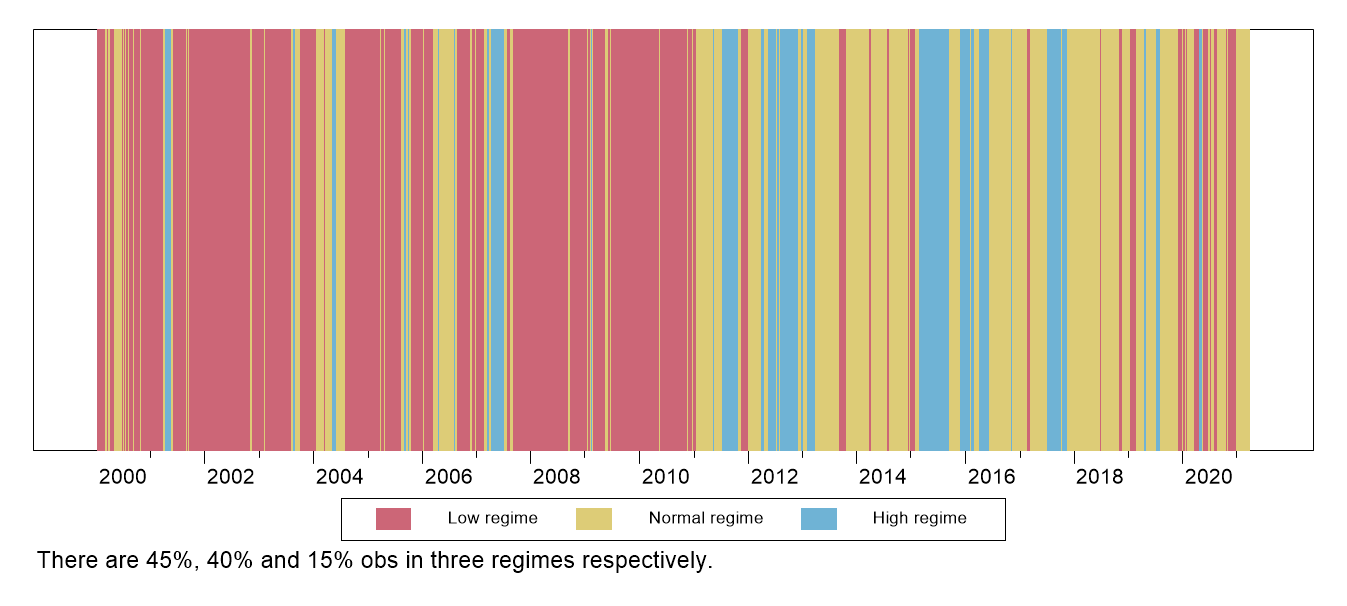 2000 2002 2004 2006 2008 2010 2012 2014 2016 2018 2020
Low regime Normal regime High regime
There are 45%, 40% and 15% obs in three regimes respectively.